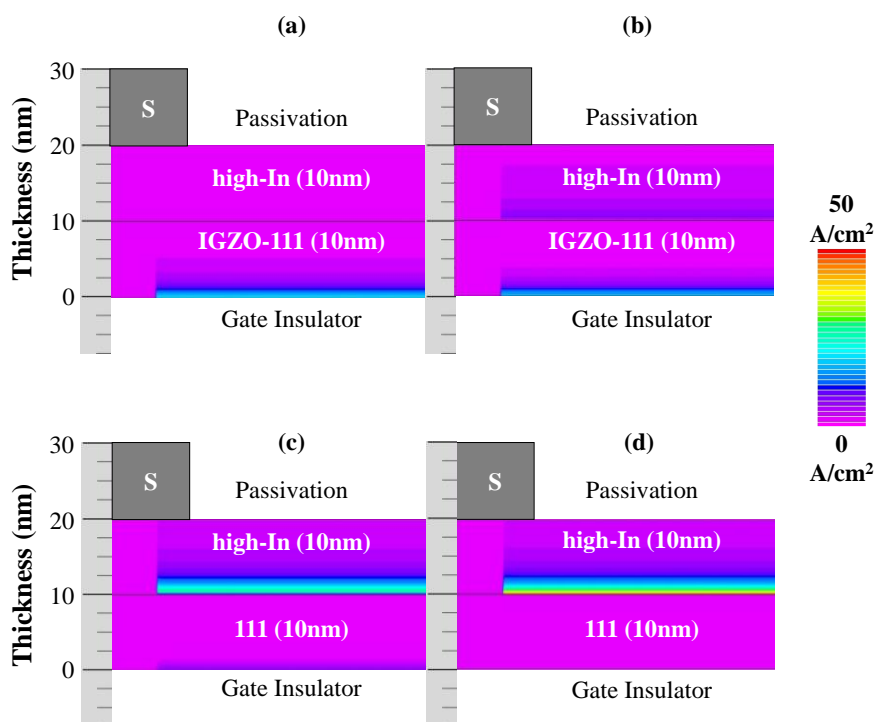 (a)
(b)
Thickness (nm)
30
20
10
0
S
Passivation
high-In (10nm)
IGZO-111 (10nm)
Gate Insulator
S
Passivation
high-In (10nm)
IGZO-111 (10nm)
Gate Insulator
50
A/cm²
0
A/cm²
(c)
(d)
Thickness (nm)
30
20
10
0
S
Passivation
high-In (10nm)
111 (10nm)
Gate Insulator
S
Passivation
high-In (10nm)
111 (10nm)
Gate Insulator